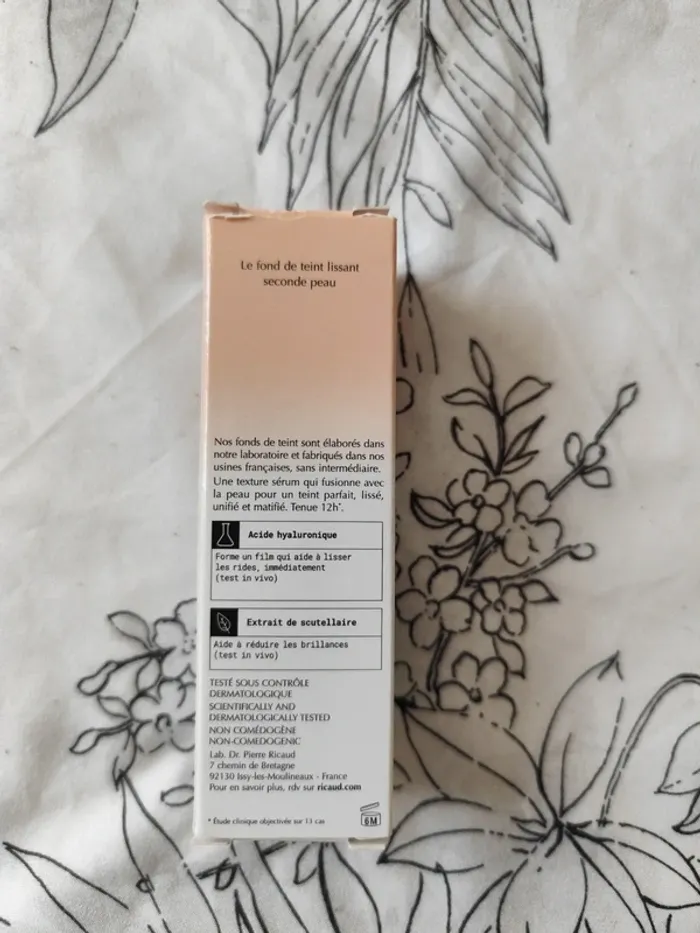 Le fond de teint lissant
seconde peau
Nos fonds de teint sont élaborés dans
notre laboratoire et fabriqués dans nos
usines françaises, sans intermédiaire.
Une texture sérum qui fusionne avec
la peau pour un teint parfait, lissé,
unifié et matifié. Tenue 12h*.
Acide hyaluronique
Forme un film qui aide à lisser
les rides, immédiatement
(test in vivo)
Extrait de scutellaire
Aide à réduire les brillances
(test in vivo)
TESTÉ SOUS CONTRÔLE
DERMATOLOGIQUE
SCIENTIFICALLY AND
DERMATOLOGICALLY TESTED
NON COMÉDOGÈNE
NON-COMEDOGENIC
Lab. Dr. Pierre Ricaud
7 chemin de Bretagne
92130 Issy-les-Moulineaux - France
Pour en savoir plus, rdv sur ricaud.com
* Étude clinique objectivée sur 11 cas
6M